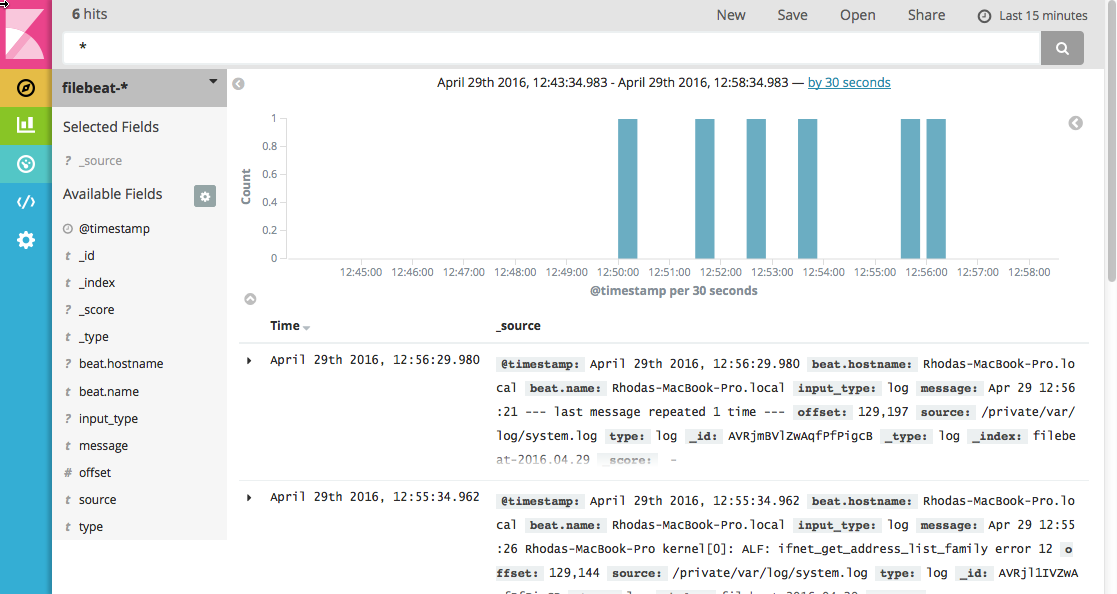 6 hits
New Save Open Share Last 15 minutes
*
filebeat-*
Selected Fields
? _source
Available Fields
@timestamp
t _id
t _index
? _score
t _type
? beat.hostname
t beat.name
? input_type
t message
# offset
t source
t type
April 29th 2016, 12:43:34.983 - April 29th 2016, 12:58:34.983 — by 30 seconds
Count
1
0.8
0.6
0.4
0.2
0
12:45:00 12:46:00 12:47:00 12:48:00 12:49:00 12:50:00 12:51:00 12:52:00 12:53:00 12:54:00 12:55:00 12:56:00 12:57:00 12:58:00
@timestamp per 30 seconds
Time _source
April 29th 2016, 12:56:29.980
@timestamp: April 29th 2016, 12:56:29.980 beat.hostname: Rhodas-MacBook-Pro.lo
cal beat.name: Rhodas-MacBook-Pro.local input_type: log message: Apr 29 12:56
:21 --- last message repeated 1 time --- offset: 129,197 source: /private/var/
log/system.log type: log _id: AVRjmBVlZwAqfPfPigcB _type: log _index: filebe
at-2016.04.29 _score: -
April 29th 2016, 12:55:34.962
@timestamp: April 29th 2016, 12:55:34.962 beat.hostname: Rhodas-MacBook-Pro.lo
cal beat.name: Rhodas-MacBook-Pro.local input_type: log message: Apr 29 12:55
:26 Rhodas-MacBook-Pro kernel[0]: ALF: ifnet_get_address_list_family error 12 o
ffset: 129,144 source: /private/var/log/system.log type: log _id: AVRjl1IVZwA